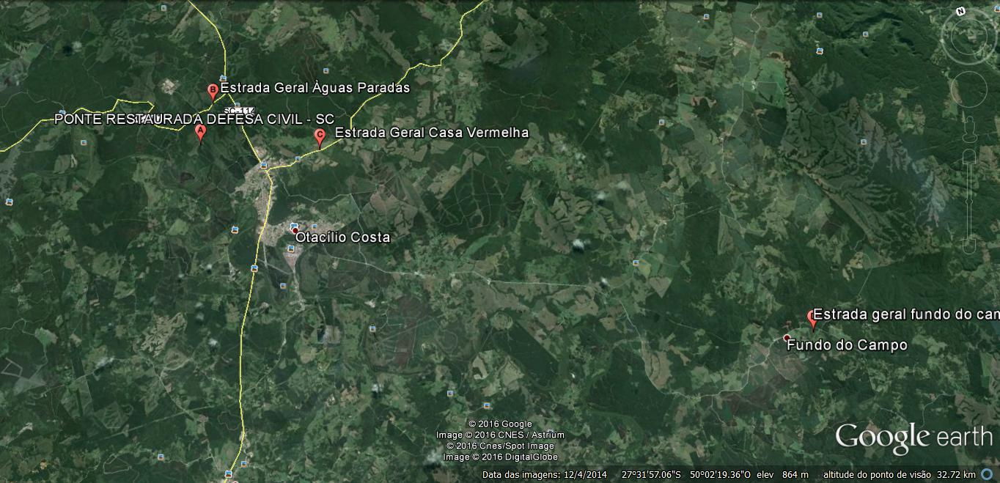 N
B
Estrada Geral Àguas Paradas
SC-114
PONTE RESTAURADA DEFESA CIVIL - SC
A
C
Estrada Geral Casa Vermelha
Otacílio Costa
Estrada geral fundo do cam
Fundo do Campo
© 2016 Google
Image © 2016 CNES / Astrium
© 2016 Cnes/Spot Image
Image © 2016 DigitalGlobe
Google earth
Data das imagens: 12/4/2014 27°31'57.06"S 50°02'19.36"O elev 864 m altitude do ponto de visão 32.72 km